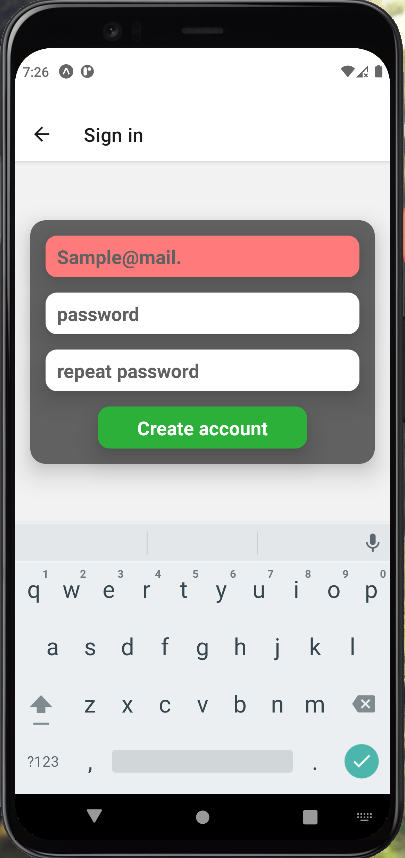 7:26
Sign in
Sample@mail.
password
repeat password
Create account
1 2 3 4 5 6 7 8 9 0
q w e r t y u i o p
a s d f g h j k l
z x c v b n m
?123 , .